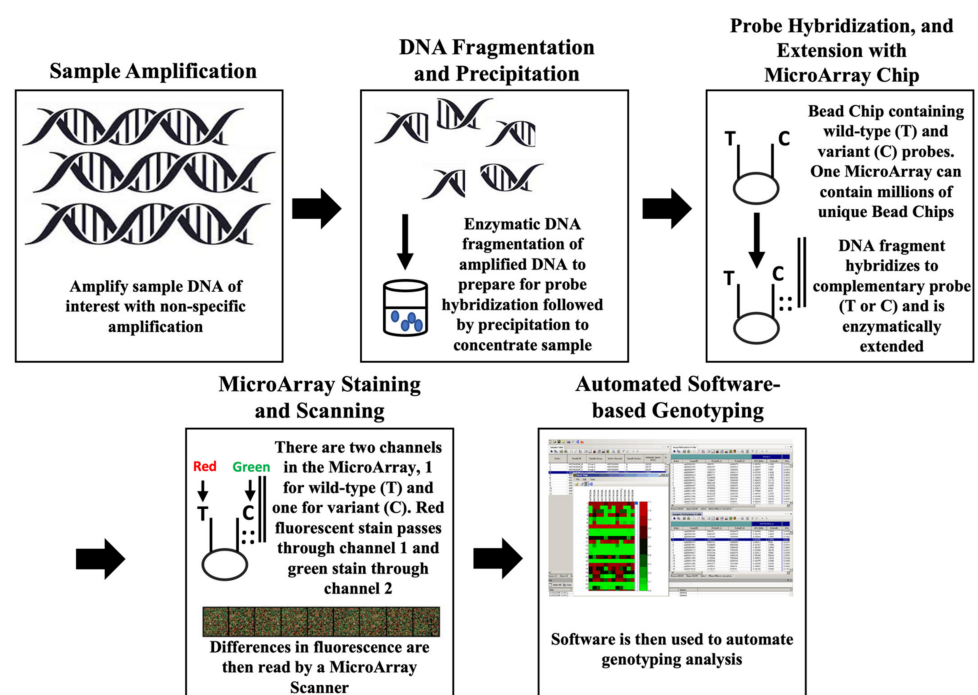 Sample Amplification
Amplify sample DNA of
interest with non-specific
amplification
DNA Fragmentation
and Precipitation
Enzymatic DNA
fragmentation of
amplified DNA to
prepare for probe
hybridization followed
by precipitation to
concentrate sample
Probe Hybridization, and
Extension with
MicroArray Chip
T C
Bead Chip containing
wild-type (T) and
variant (C) probes.
One MicroArray can
contain millions of
unique Bead Chips
T C
DNA fragment
hybridizes to
complementary probe
(T or C) and is
enzymatically
extended
MicroArray Staining
and Scanning
Red Green
T C
There are two channels
in the MicroArray, 1
for wild-type (T) and
one for variant (C). Red
fluorescent stain passes
through channel 1 and
green stain through
channel 2
Differences in fluorescence are
then read by a MicroArray
Scanner
Automated Software-
based Genotyping
Software is then used to automate
genotyping analysis